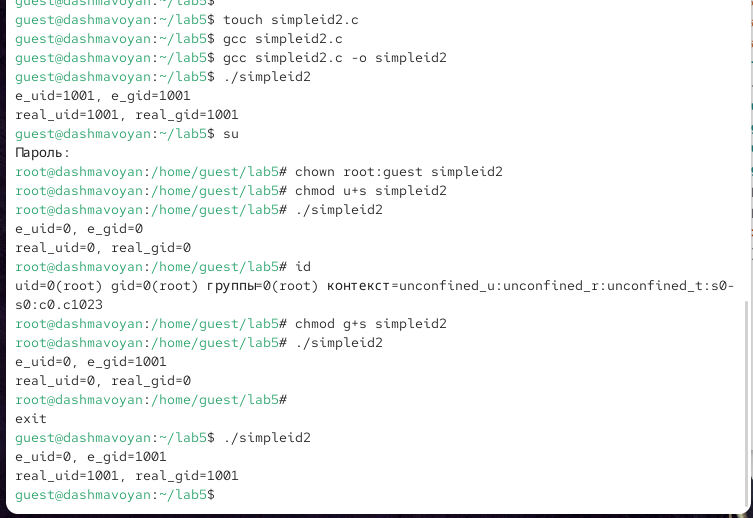 guest@dashmavoyan:~/lab5$
guest@dashmavoyan:~/lab5$ touch simpleid2.c
guest@dashmavoyan:~/lab5$ gcc simpleid2.c
guest@dashmavoyan:~/lab5$ gcc simpleid2.c -o simpleid2
guest@dashmavoyan:~/lab5$ ./simpleid2
e_uid=1001, e_gid=1001
real_uid=1001, real_gid=1001
guest@dashmavoyan:~/lab5$ su
Пароль:
root@dashmavoyan:/home/guest/lab5# chown root:guest simpleid2
root@dashmavoyan:/home/guest/lab5# chmod u+s simpleid2
root@dashmavoyan:/home/guest/lab5# ./simpleid2
e_uid=0, e_gid=0
real_uid=0, real_gid=0
root@dashmavoyan:/home/guest/lab5# id
uid=0(root) gid=0(root) группы=0(root) контекст=unconfined_u:unconfined_r:unconfined_t:s0-
s0:c0.c1023
root@dashmavoyan:/home/guest/lab5# chmod g+s simpleid2
root@dashmavoyan:/home/guest/lab5# ./simpleid2
e_uid=0, e_gid=1001
real_uid=0, real_gid=0
root@dashmavoyan:/home/guest/lab5#
exit
guest@dashmavoyan:~/lab5$ ./simpleid2
e_uid=0, e_gid=1001
real_uid=1001, real_gid=1001
guest@dashmavoyan:~/lab5$